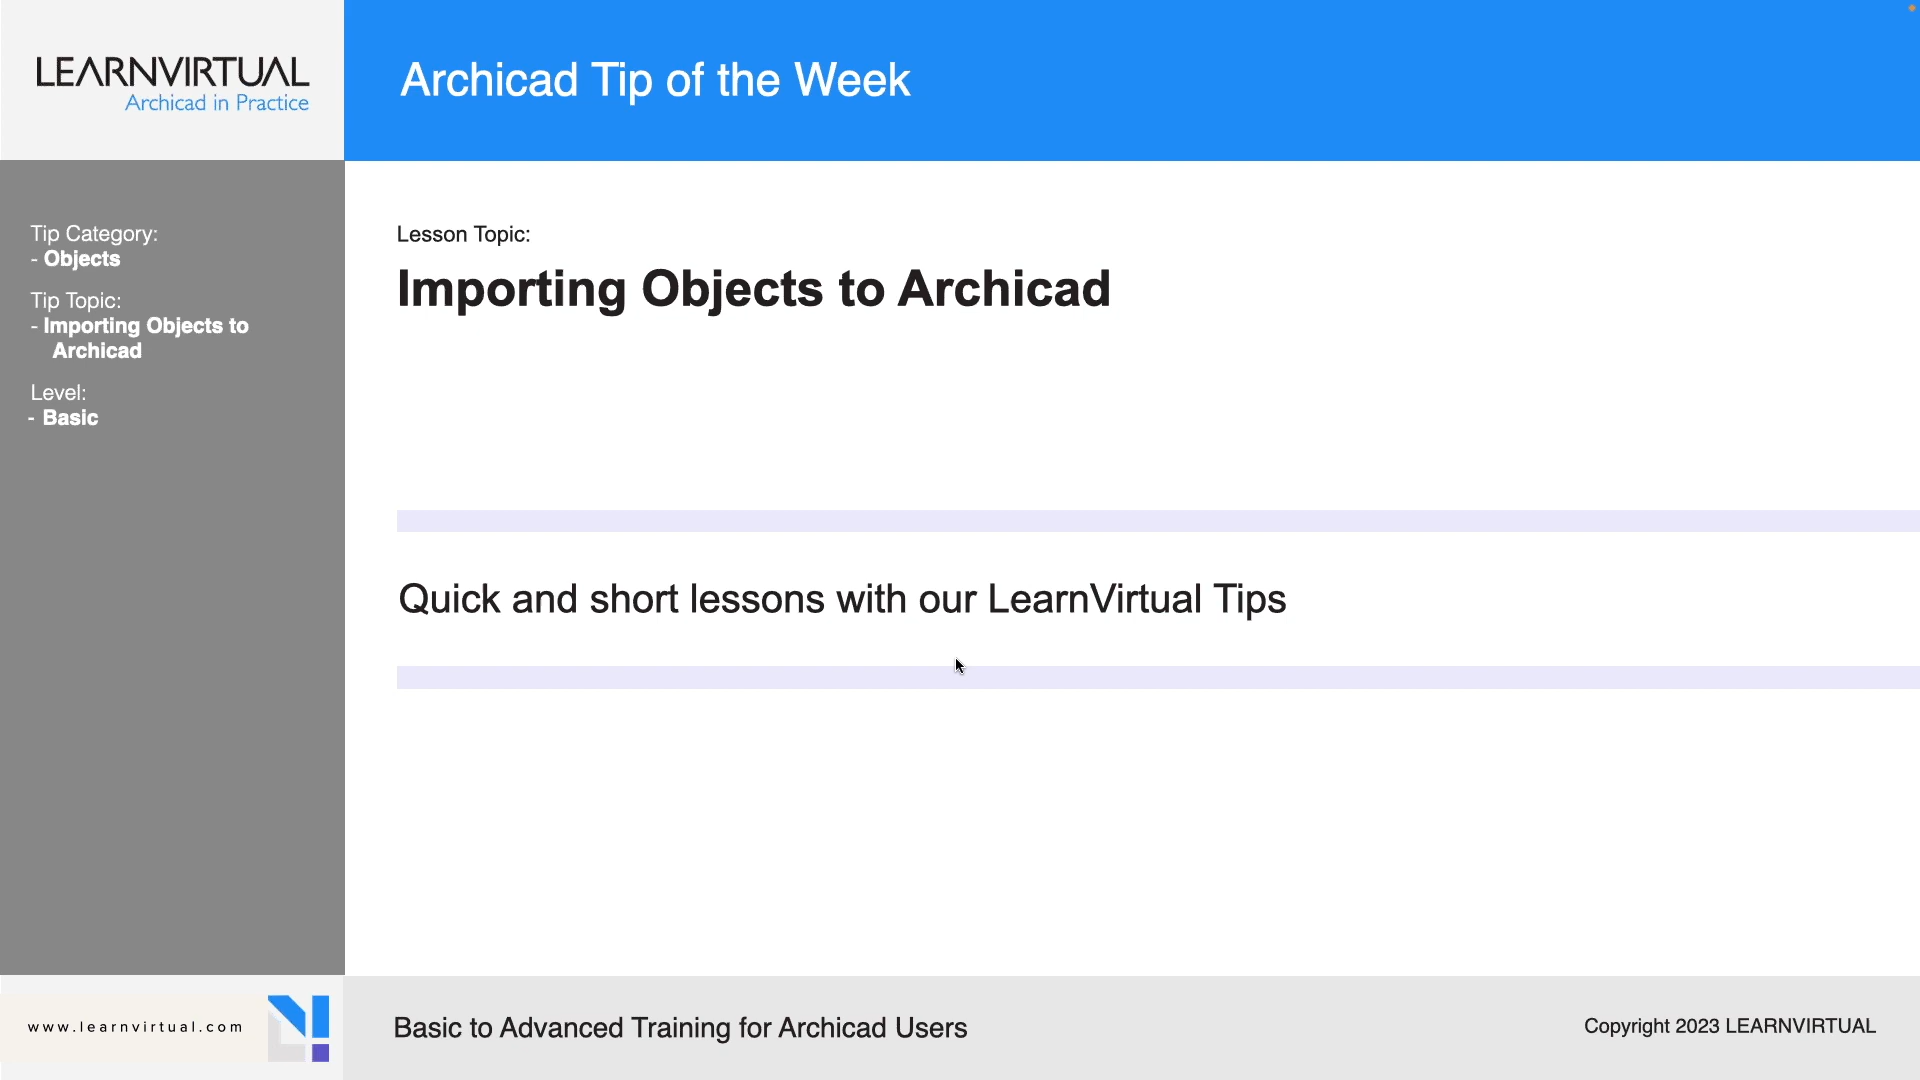 LEARNVIRTUAL
Archicad in Practice
Archicad Tip of the Week
Tip Category:
- Objects
Tip Topic:
- Importing Objects to
Archicad
Level:
- Basic
Lesson Topic:
Importing Objects to Archicad
Quick and short lessons with our LearnVirtual Tips
www.learnvirtual.com
Basic to Advanced Training for Archicad Users
Copyright 2023 LEARNVIRTUAL